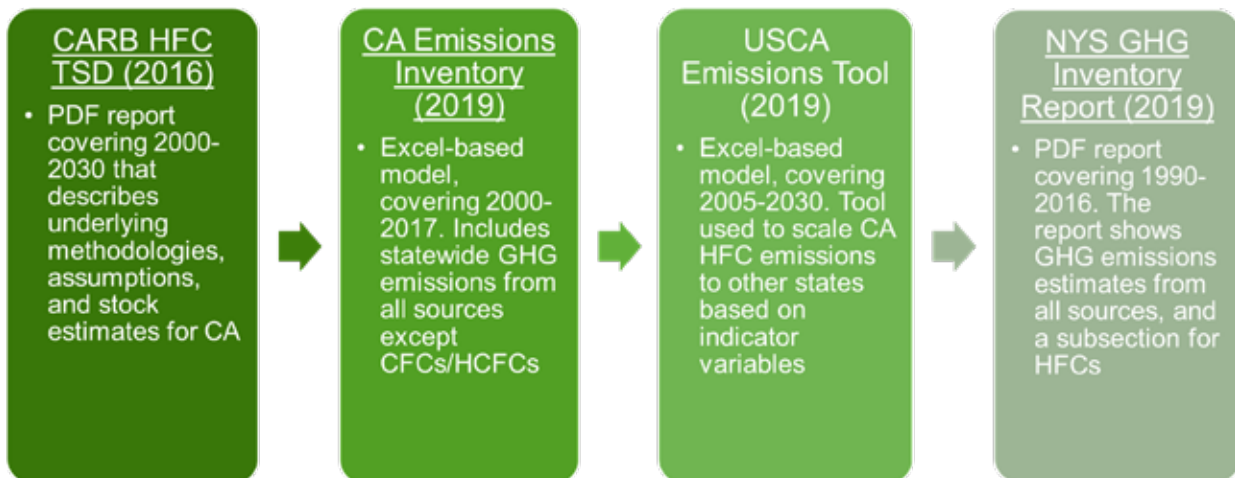 CARB HFC
TSD (2016)
• PDF report
covering 2000-
2030 that
describes
underlying
methodologies,
assumptions,
and stock
estimates for CA
CA Emissions
Inventory
(2019)
• Excel-based
model,
covering 2000-
2017. Includes
statewide GHG
emissions from
all sources
except
CFCs/HCFCs
USCA
Emissions Tool
(2019)
• Excel-based
model, covering
2005-2030. Tool
used to scale CA
HFC emissions
to other states
based on
indicator
variables
NYS GHG
Inventory
Report (2019)
• PDF report
covering 1990-
2016. The
report shows
GHG emissions
estimates from
all sources, and
a subsection for
HFCs